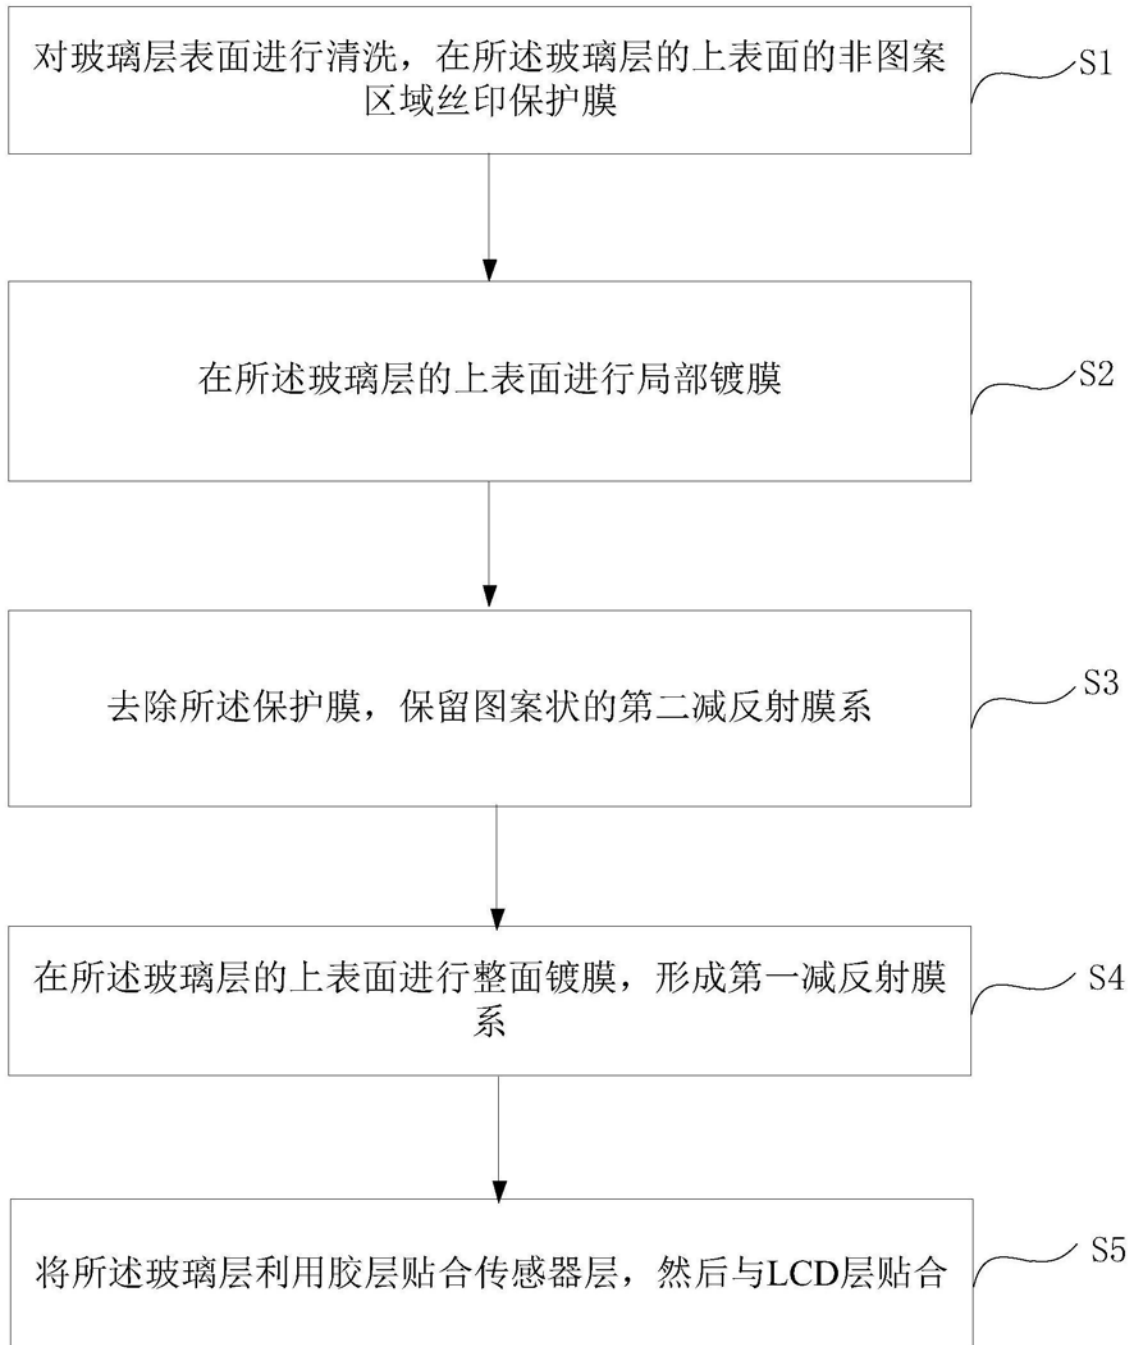 对玻璃层表面进行清洗，在所述玻璃层的上表面的非图案
区域丝印保护膜
S1
在所述玻璃层的上表面进行局部镀膜
S2
去除所述保护膜，保留图案状的第二减反射膜系
S3
在所述玻璃层的上表面进行整面镀膜，形成第一减反射膜
系
S4
将所述玻璃层利用胶层贴合传感器层，然后与LCD层贴合
S5